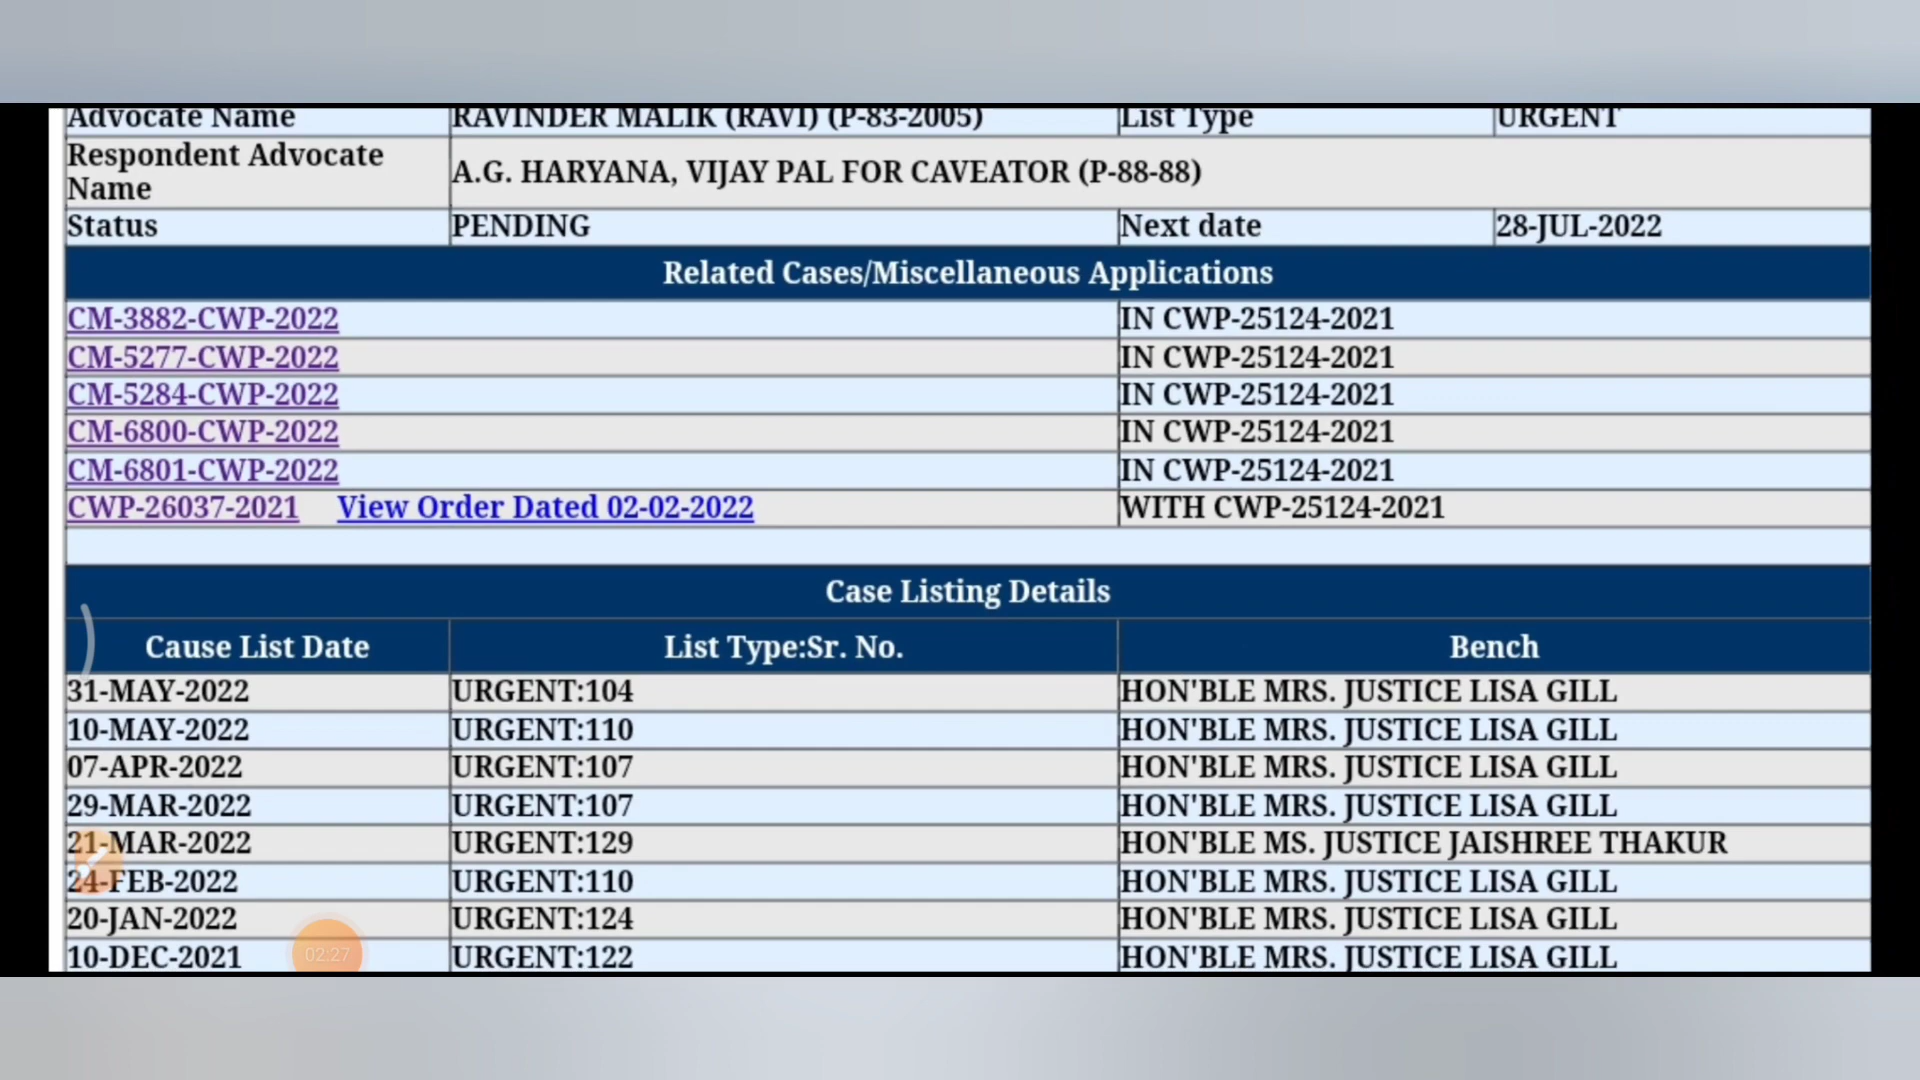 Advocate Name RAVINDER MALIK (RAVI) (P-83-2005) List Type URGENT
Respondent Advocate Name A.G. HARYANA, VIJAY PAL FOR CAVEATOR (P-88-88)
Status PENDING Next date 28-JUL-2022
Related Cases/Miscellaneous Applications
CM-3882-CWP-2022 IN CWP-25124-2021
CM-5277-CWP-2022 IN CWP-25124-2021
CM-5284-CWP-2022 IN CWP-25124-2021
CM-6800-CWP-2022 IN CWP-25124-2021
CM-6801-CWP-2022 IN CWP-25124-2021
CWP-26037-2021 View Order Dated 02-02-2022 WITH CWP-25124-2021
Case Listing Details
Cause List Date List Type:Sr. No. Bench
31-MAY-2022 URGENT:104 HON'BLE MRS. JUSTICE LISA GILL
10-MAY-2022 URGENT:110 HON'BLE MRS. JUSTICE LISA GILL
07-APR-2022 URGENT:107 HON'BLE MRS. JUSTICE LISA GILL
29-MAR-2022 URGENT:107 HON'BLE MRS. JUSTICE LISA GILL
21-MAR-2022 URGENT:129 HON'BLE MS. JUSTICE JAISHREE THAKUR
24-FEB-2022 URGENT:110 HON'BLE MRS. JUSTICE LISA GILL
20-JAN-2022 URGENT:124 HON'BLE MRS. JUSTICE LISA GILL
10-DEC-2021 URGENT:122 HON'BLE MRS. JUSTICE LISA GILL
02:27